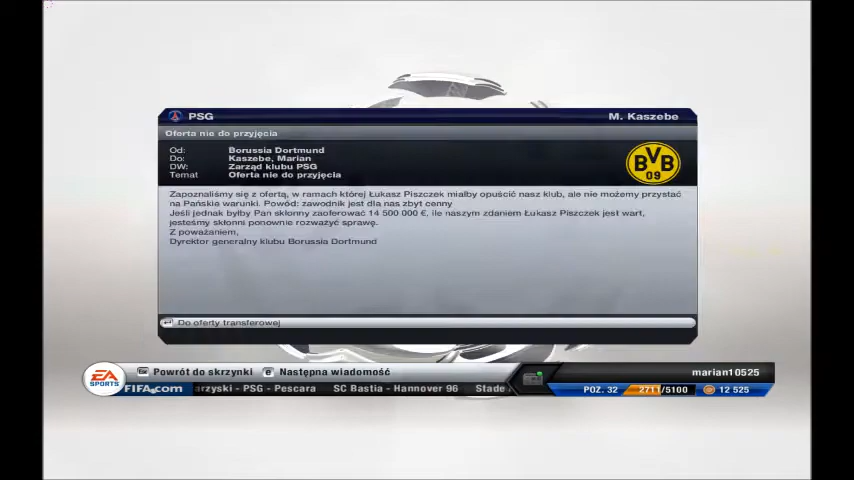 PSG M. Kaszebe
Oferta nie do przyjęcia
Od: Borussia Dortmund
Do: Kaszebe, Marian
DW: Zarząd klubu PSG
Temat Oferta nie do przyjęcia
BVB 09
Zapoznaliśmy się z ofertą, w ramach której Łukasz Piszczek miałby opuścić nasz klub, ale nie możemy przystać
na Pańskie warunki. Powód: zawodnik jest dla nas zbyt cenny
Jeśli jednak byłby Pan skłonny zaoferować 14 500 000 €, ile naszym zdaniem Łukasz Piszczek jest wart,
jesteśmy skłonni ponownie rozważyć sprawę.
Z poważaniem,
Dyrektor generalny klubu Borussia Dortmund
Do oferty transferowej
EA SPORTS
Powrót do skrzynki e Następna wiadomość
marian10525
FIFA.com arzyski - PSG - Pescara SC Bastia - Hannover 96 Stade
POZ. 32 2711/5100 12 525